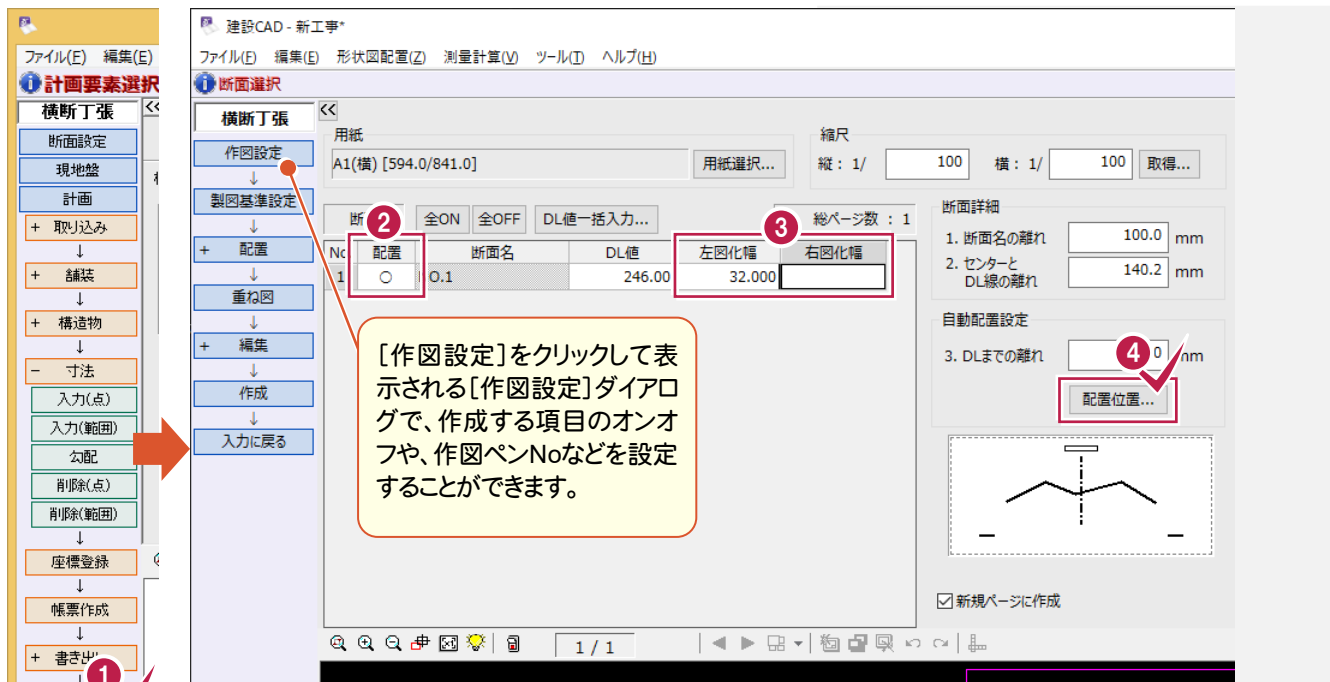 ファイル(F) 編集(E)
計画要素選択
横断丁張
<<
断面設定
現地盤
計画
+ 取り込み
↓
+ 舗装
↓
+ 構造物
↓
− 寸法
入力(点)
入力(範囲)
勾配
削除(点)
削除(範囲)
↓
座標登録
↓
帳票作成
↓
+ 書き出
1
建設CAD - 新工事*
ファイル(F) 編集(E) 形状図配置(Z) 測量計算(V) ツール(T) ヘルプ(H)
断面選択
横断丁張
<<
作図設定
↓
製図基準設定
↓
+ 配置
↓
重ね図
↓
+ 編集
↓
作成
↓
入力に戻る
用紙
A1(横) [594.0/841.0] 用紙選択...
縮尺
縦: 1/ 100 横: 1/ 100 取得...
断 2 全ON 全OFF DL値一括入力... 3 総ページ数 : 1
No 配置 断面名 DL値 左図化幅 右図化幅
1 ○ NO.1 246.00 32.000
[作図設定]をクリックして表
示される[作図設定]ダイアロ
グで、作成する項目のオンオ
フや、作図ペンNoなどを設定
することができます。
断面詳細
1. 断面名の離れ 100.0 mm
2. センターと
DL線の離れ 140.2 mm
自動配置設定
3. DLまでの離れ 4 0 mm
配置位置...
新規ページに作成
1 / 1